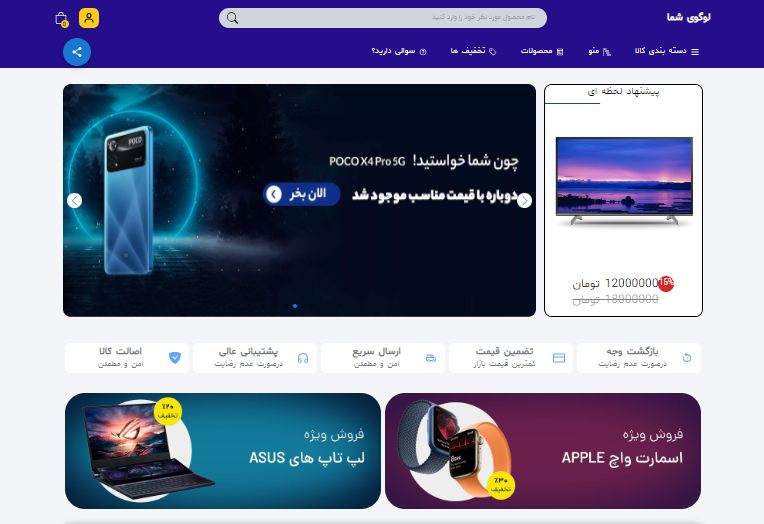 لوگوی شما
نام محصول مورد نظر خود را وارد کنید.
0
دسته بندی کالا
منو
محصولات
تخفیف ها
سوالی دارید؟
پیشنهاد لحظه ای
12000000 تومان
15%
18000000 تومان
چون شما خواستید! POCO X4 Pro 5G
دوباره با قیمت مناسب موجود شد
الان بخر
POCO
بازگشت وجه
درصورت عدم رضایت
تضمین قیمت
کمترین قیمت بازار
ارسال سریع
امن و مطمئن
پشتیبانی عالی
درصورت عدم رضایت
اصالت کالا
امن و مطمئن
فروش ویژه
اسمارت واچ APPLE
٪۳۰
تخفیف
فروش ویژه
لپ تاپ های ASUS
٪۲۰
تخفیف